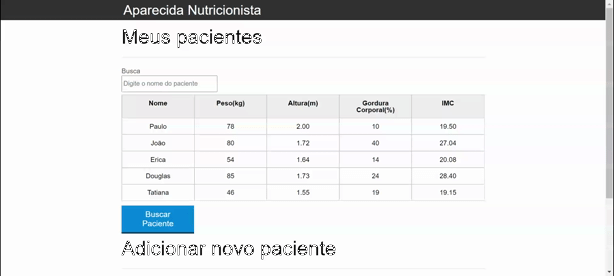 Aparecida Nutricionista
Meus pacientes
Busca
Digite o nome do paciente
Nome Peso(kg) Altura(m) Gordura Corporal(%) IMC
Paulo 78 2.00 10 19.50
João 80 1.72 40 27.04
Erica 54 1.64 14 20.08
Douglas 85 1.73 24 28.40
Tatiana 46 1.55 19 19.15
Buscar
Paciente
Adicionar novo paciente